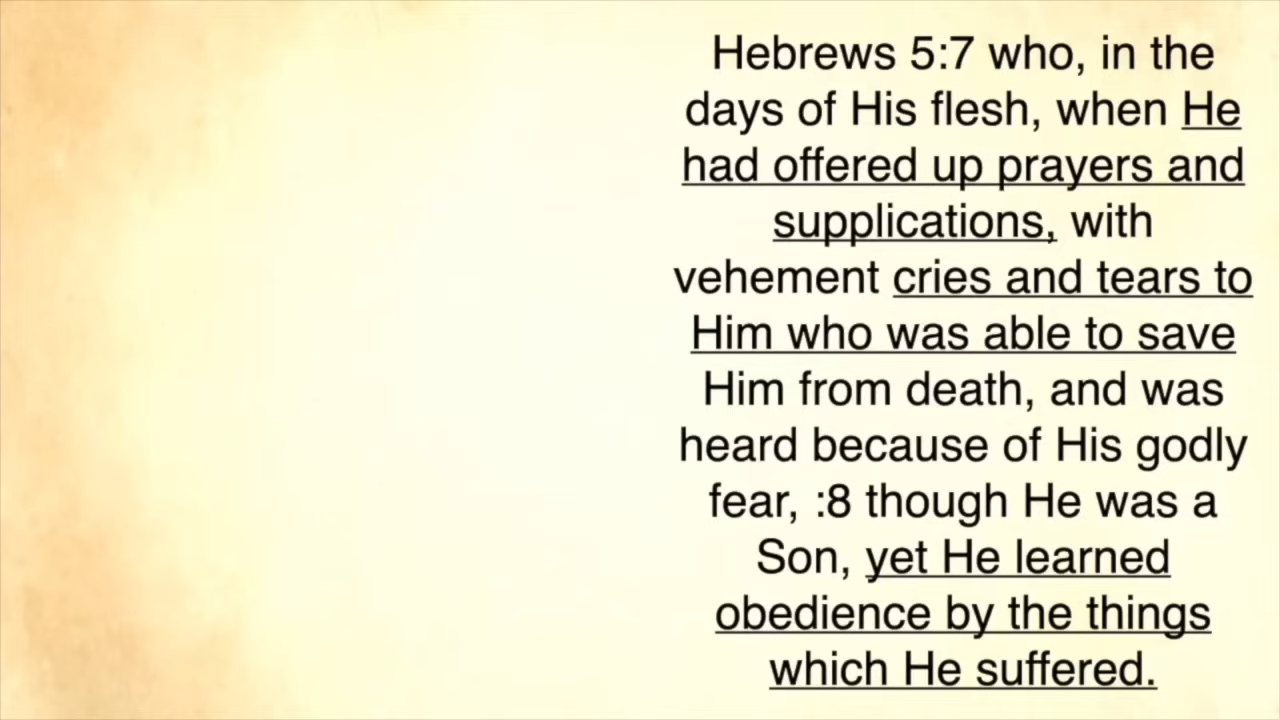 Hebrews 5:7 who, in the
days of His flesh, when He
had offered up prayers and
supplications, with
vehement cries and tears to
Him who was able to save
Him from death, and was
heard because of His godly
fear, :8 though He was a
Son, yet He learned
obedience by the things
which He suffered.